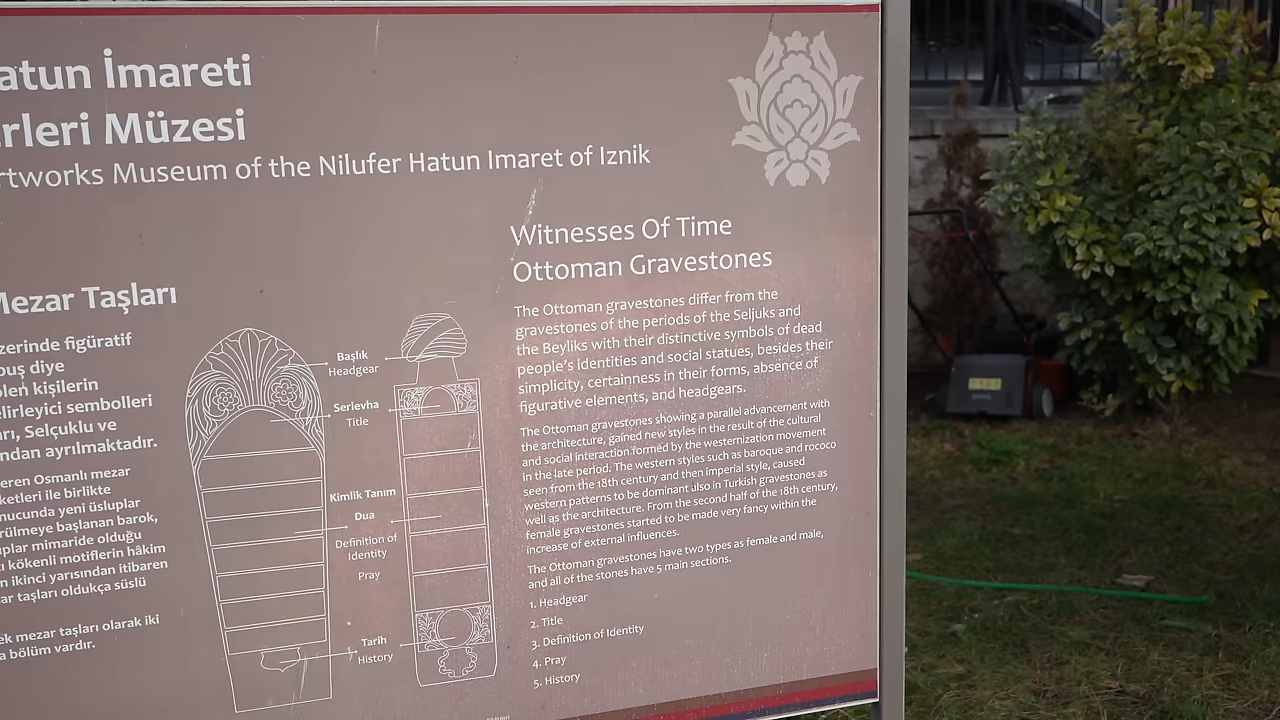 atun İmareti
rleri Müzesi
rtworks Museum of the Nilufer Hatun Imaret of Iznik
Mezar Taşları
zerinde figüratif
puş diye
ölen kişilerin
elirleyici sembolleri
arı, Selçuklu ve
ından ayrılmaktadır.
eren Osmanlı mezar
ketleri ile birlikte
nucunda yeni üsluplar
rülmeye başlanan barok,
uplar mimaride olduğu
ı kökenli motiflerin hâkim
n ikinci yarısından itibaren
ar taşları oldukça süslü
ek mezar taşları olarak iki
a bölüm vardır.
Başlık
Headgear
Serlevha
Title
Kimlik Tanım
Dua
Definition of
Identity
Pray
Tarih
History
Witnesses Of Time
Ottoman Gravestones
The Ottoman gravestones differ from the
gravestones of the periods of the Seljuks and
the Beyliks with their distinctive symbols of dead
people's identities and social statues, besides their
simplicity, certainness in their forms, absence of
figurative elements, and headgears.
The Ottoman gravestones showing a parallel advancement with
the architecture, gained new styles in the result of the cultural
and social interaction formed by the westernization movement
in the late period. The western styles such as baroque and rococo
seen from the 18th century and then imperial style, caused
western patterns to be dominant also in Turkish gravestones as
well as the architecture. From the second half of the 18th century,
female gravestones started to be made very fancy within the
increase of external influences.
The Ottoman gravestones have two types as female and male,
and all of the stones have 5 main sections.
1. Headgear
2. Title
3. Definition of Identity
4. Pray
5. History